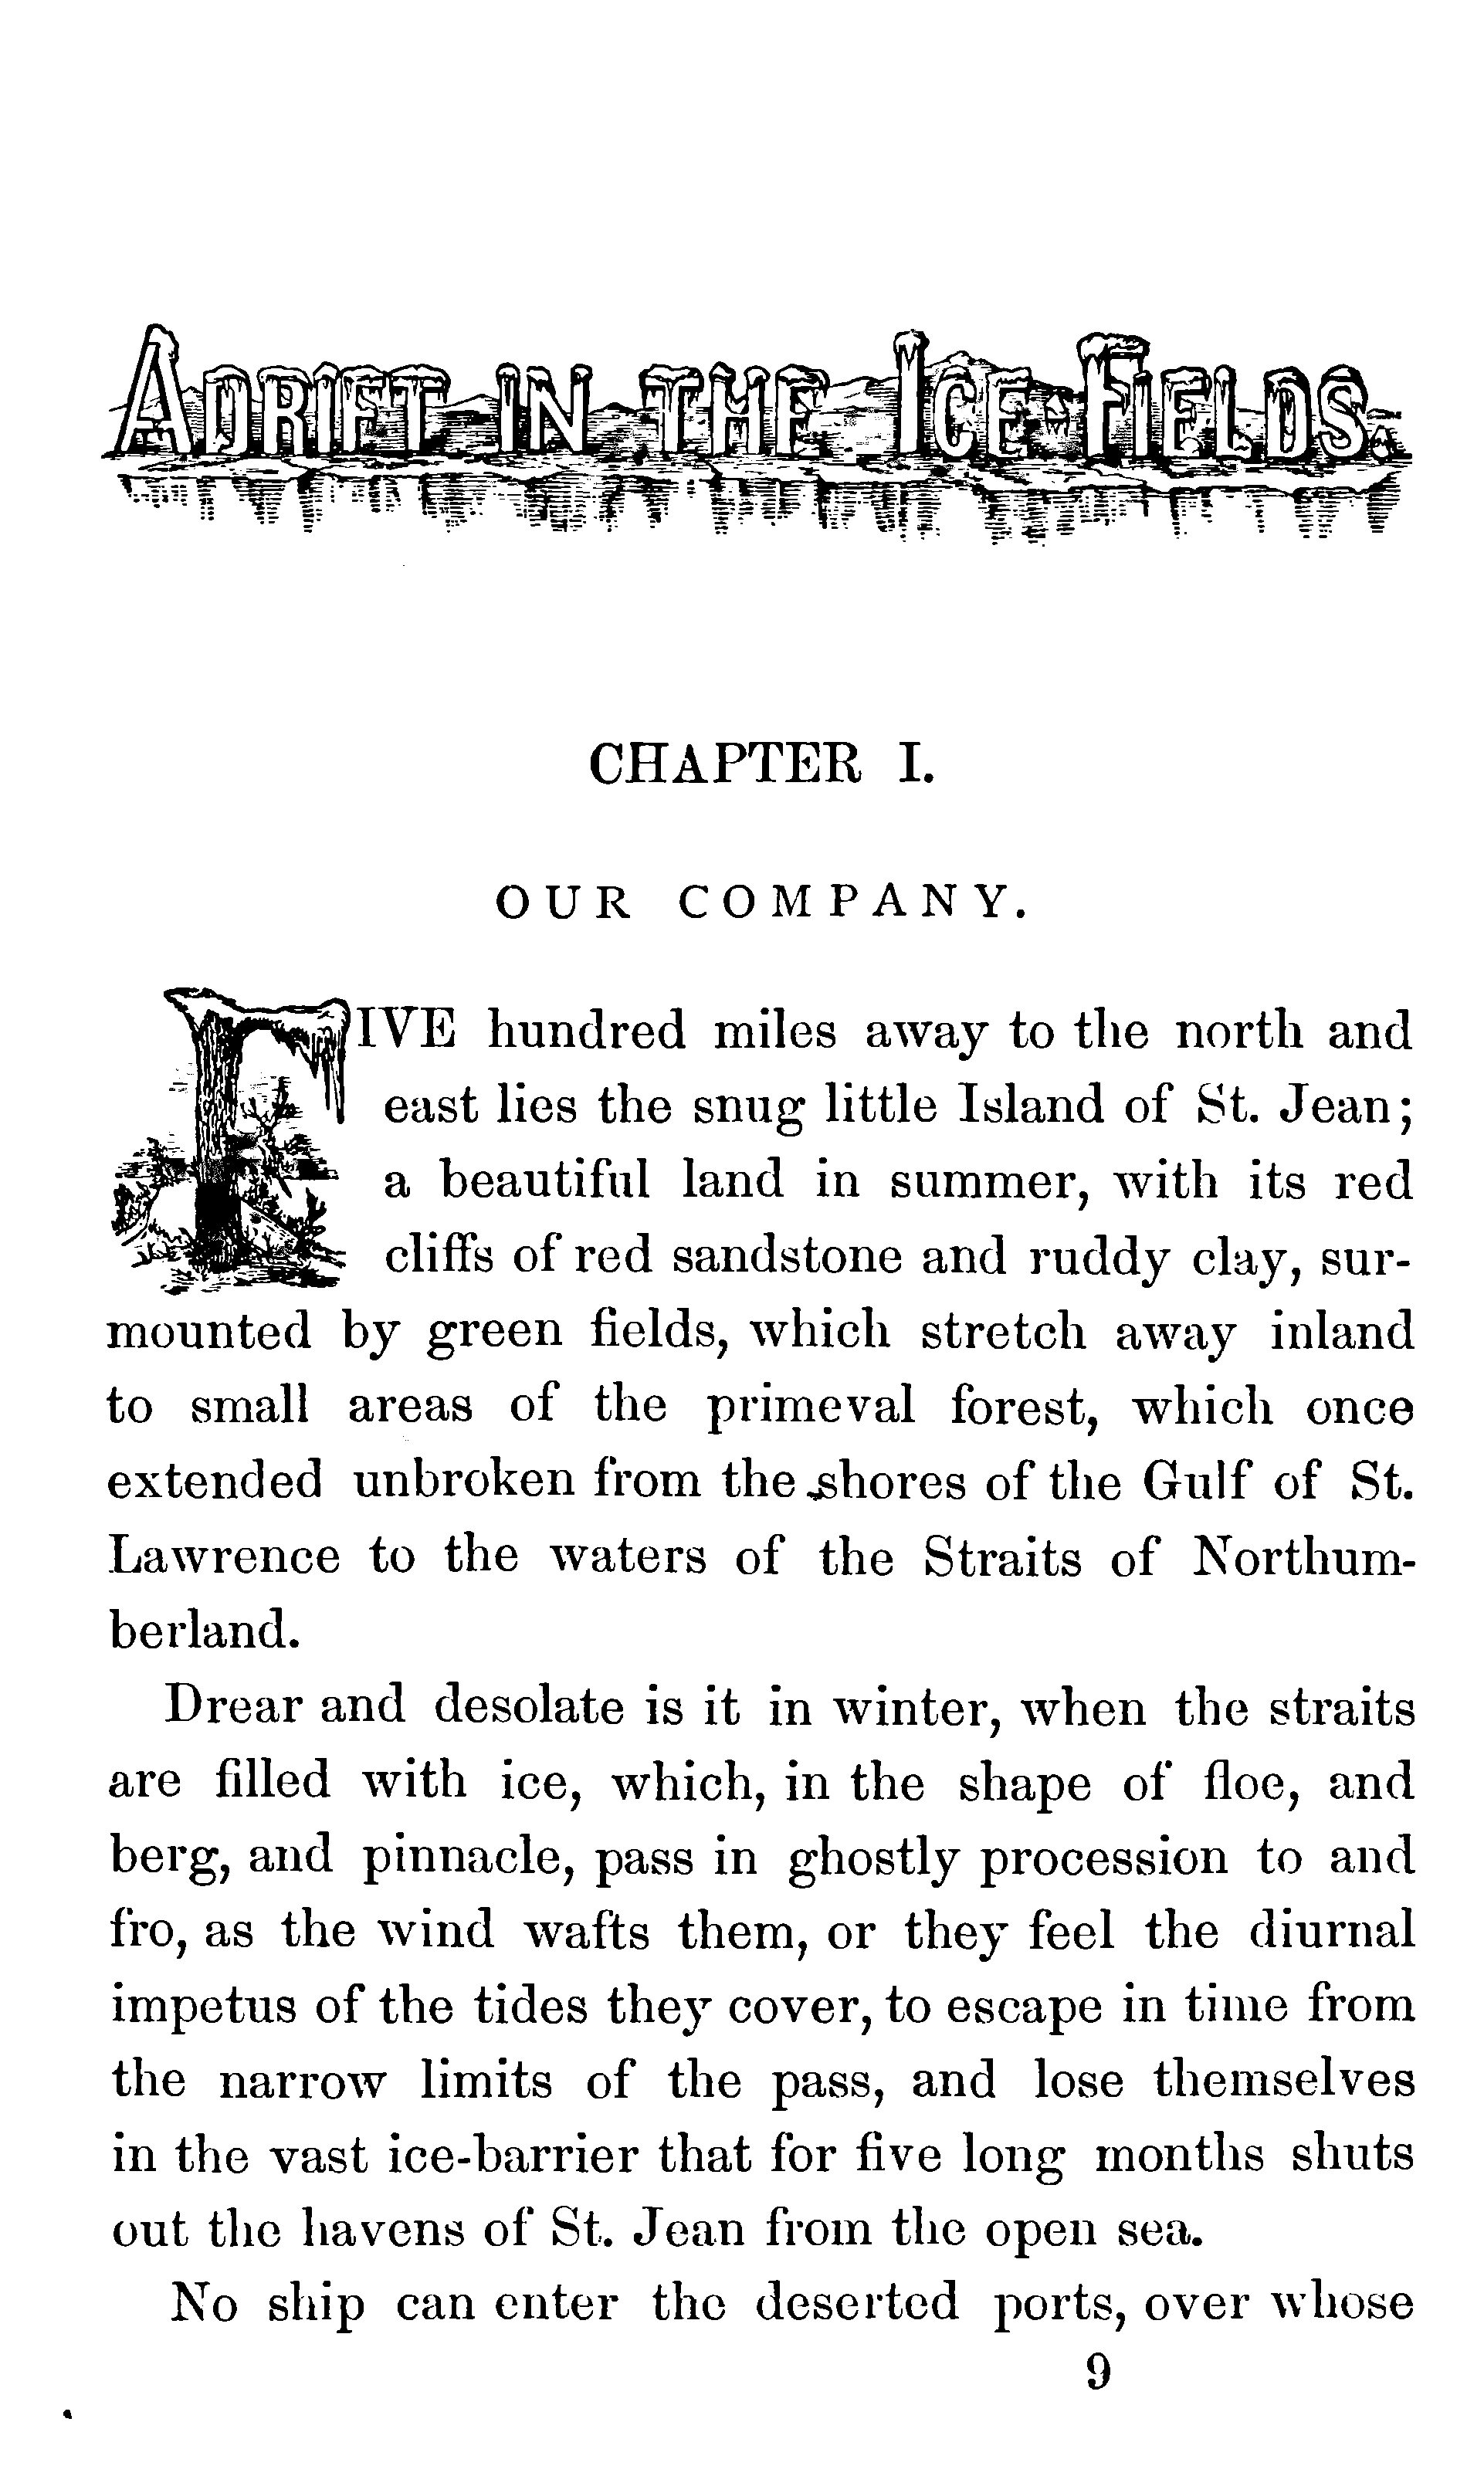 ADRIFT IN THE ICE-FIELDS.
CHAPTER I.
OUR COMPANY.
FIVE hundred miles away to the north and
east lies the snug little Island of St. Jean;
a beautiful land in summer, with its red
cliffs of red sandstone and ruddy clay, sur-
mounted by green fields, which stretch away inland
to small areas of the primeval forest, which once
extended unbroken from the shores of the Gulf of St.
Lawrence to the waters of the Straits of Northum-
berland.
Drear and desolate is it in winter, when the straits
are filled with ice, which, in the shape of floe, and
berg, and pinnacle, pass in ghostly procession to and
fro, as the wind wafts them, or they feel the diurnal
impetus of the tides they cover, to escape in time from
the narrow limits of the pass, and lose themselves
in the vast ice-barrier that for five long months shuts
out the havens of St. Jean from the open sea.
No ship can enter the deserted ports, over whose
9